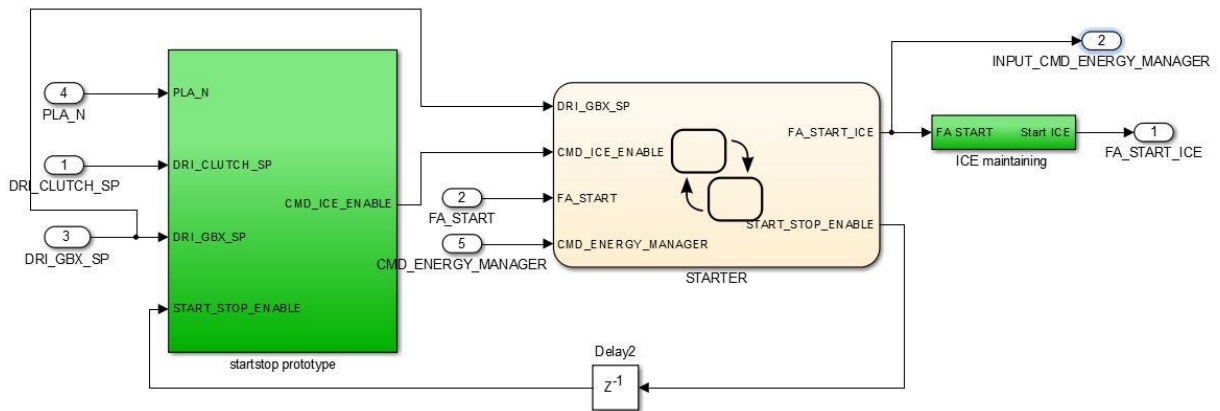 4
PLA_N
1
DRI_CLUTCH_SP
3
DRI_GBX_SP
PLA_N
DRI_CLUTCH_SP
DRI_GBX_SP
START_STOP_ENABLE
CMD_ICE_ENABLE
startstop prototype
2
FA_START
5
CMD_ENERGY_MANAGER
DRI_GBX_SP
CMD_ICE_ENABLE
FA_START
CMD_ENERGY_MANAGER
FA_START_ICE
START_STOP_ENABLE
STARTER
2
INPUT_CMD_ENERGY_MANAGER
FA START Start ICE
ICE maintaining
1
FA_START_ICE
Delay2
Z-1